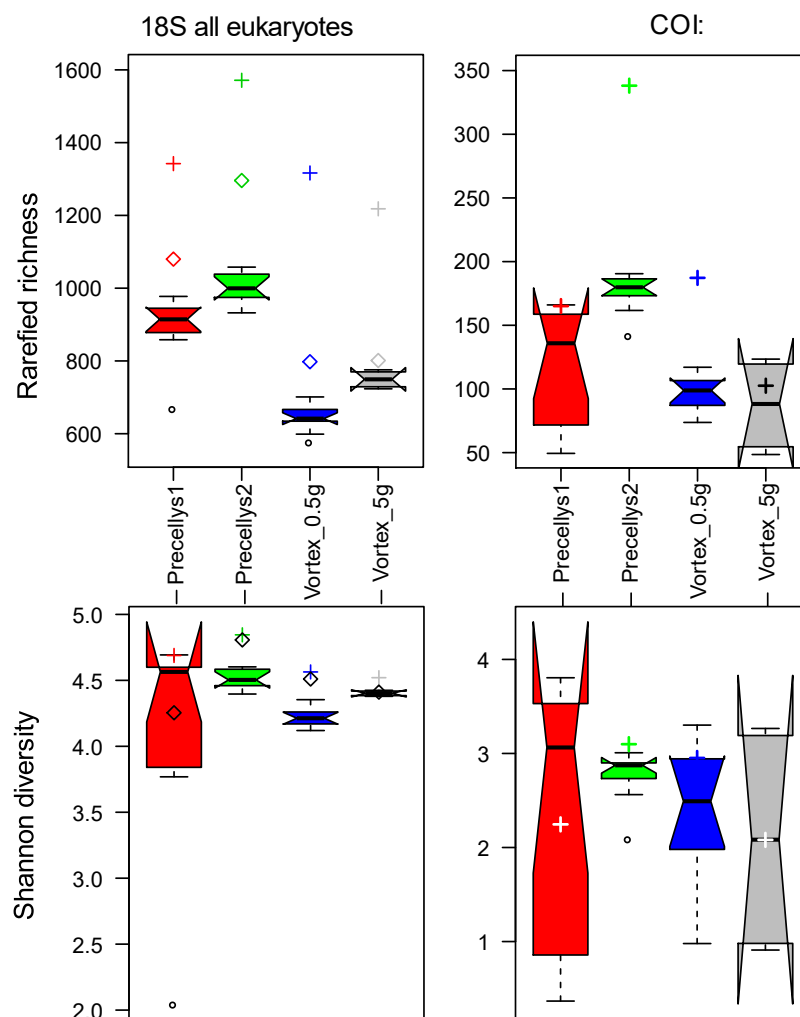 18S all eukaryotes
COI:
Rarefied richness
1600
1400
1200
1000
800
600
350
300
250
200
150
100
50
Precellys1
Precellys2
Vortex_0.5g
Vortex_5g
Precellys1
Precellys2
Vortex_0.5g
Vortex_5g
Shannon diversity
5.0
4.5
4.0
3.5
3.0
2.5
2.0
4
3
2
1